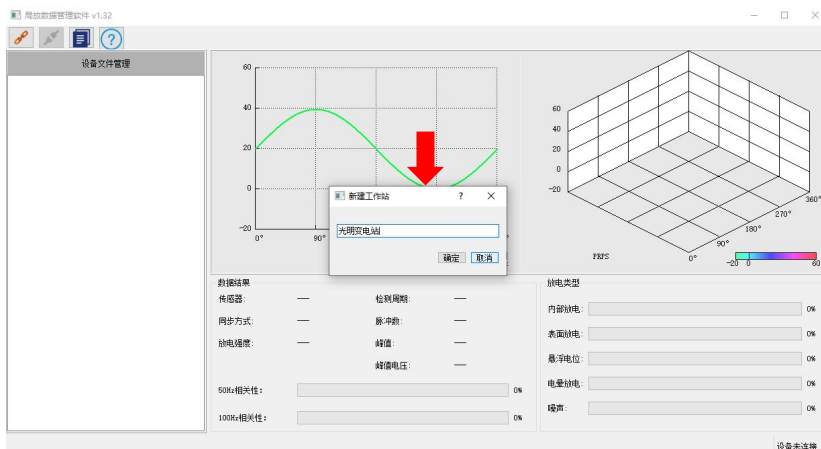 局放数据管理软件 v1.32
设备文件管理
60
40
20
0
-20
0°
90°
新建工作站
光明变电站
确定 取消
60
40
20
0
-20
PRPS
0°
90°
180°
270°
360°
-20 0 60
数据结果
传感器: — 检测周期: —
同步方式: — 脉冲数: —
放电强度: — 峰值: —
峰值电压: —
50Hz相关性: 0%
100Hz相关性: 0%
放电类型
内部放电: 0%
表面放电: 0%
悬浮电位: 0%
电晕放电: 0%
噪声: 0%
设备未连接